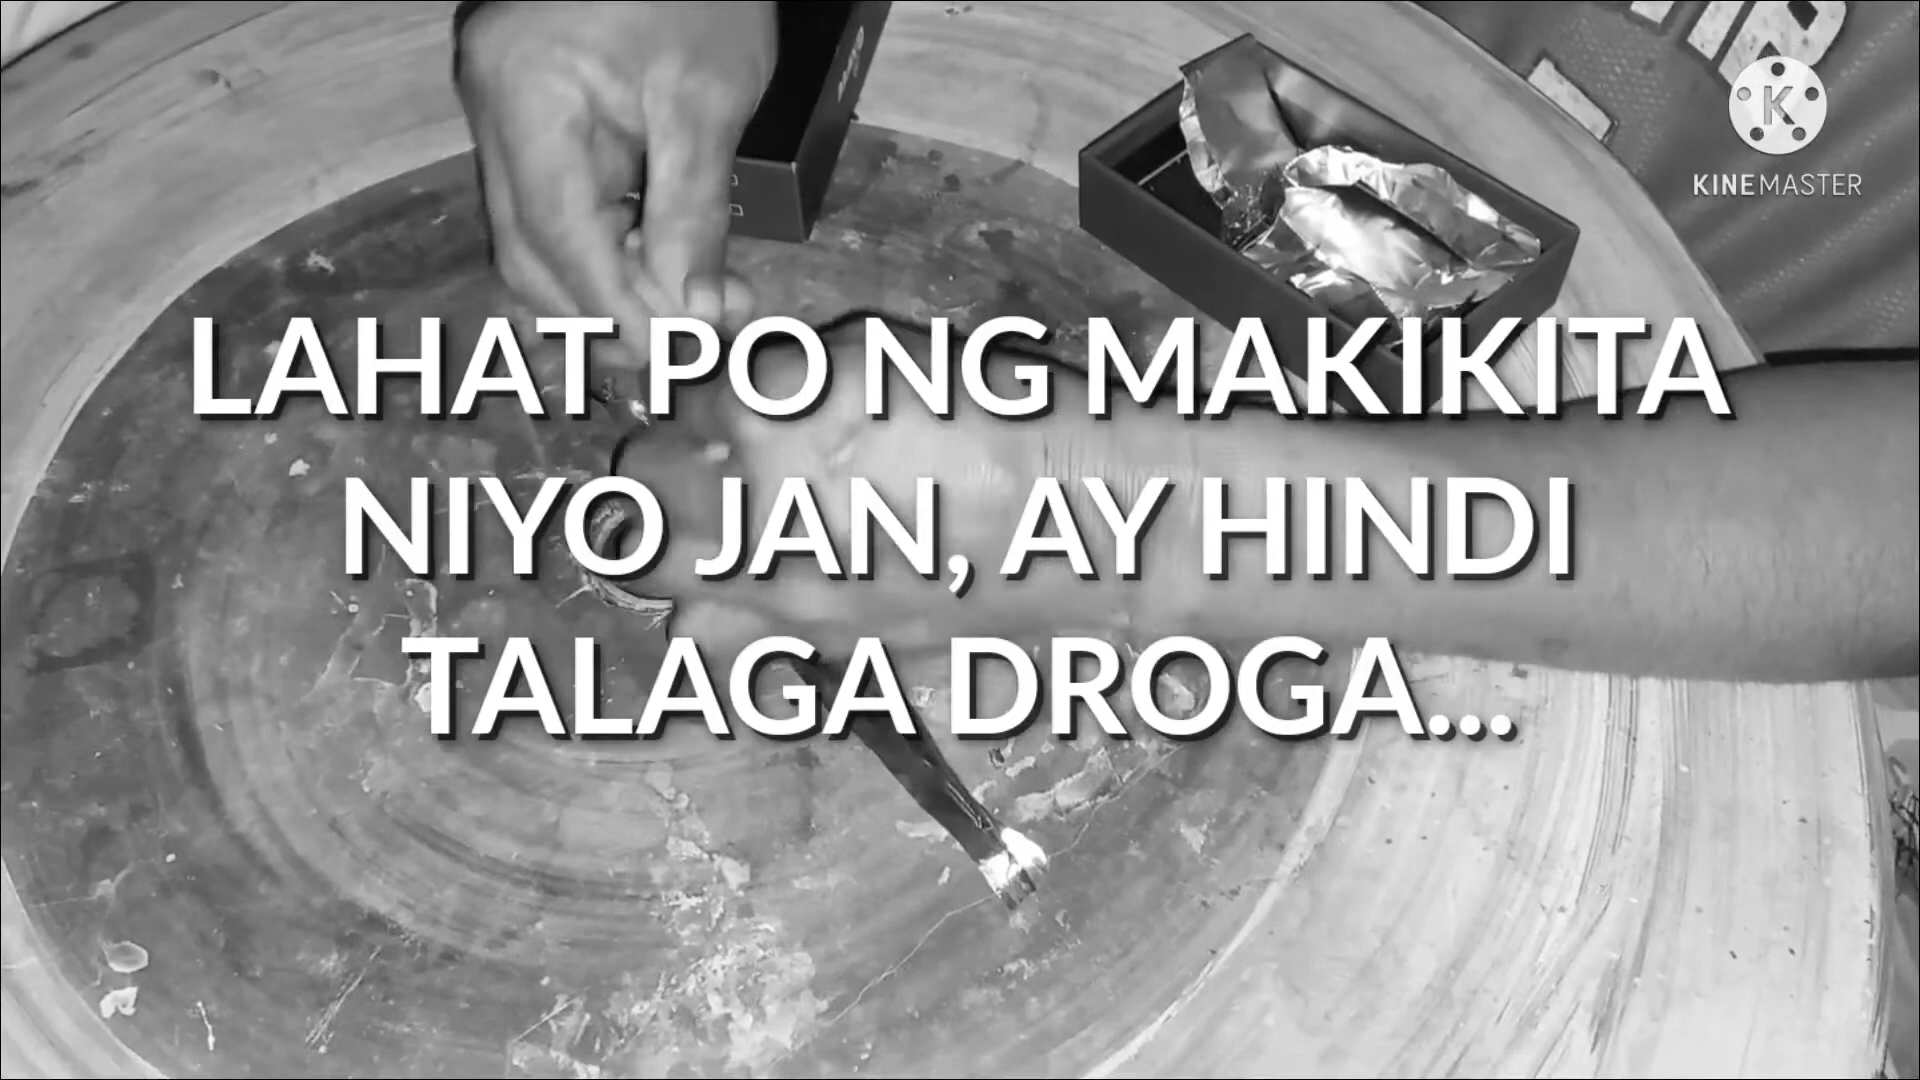 KINEMASTER
LAHAT PO NG MAKIKITA
NIYO JAN, AY HINDI
TALAGA DROGA...